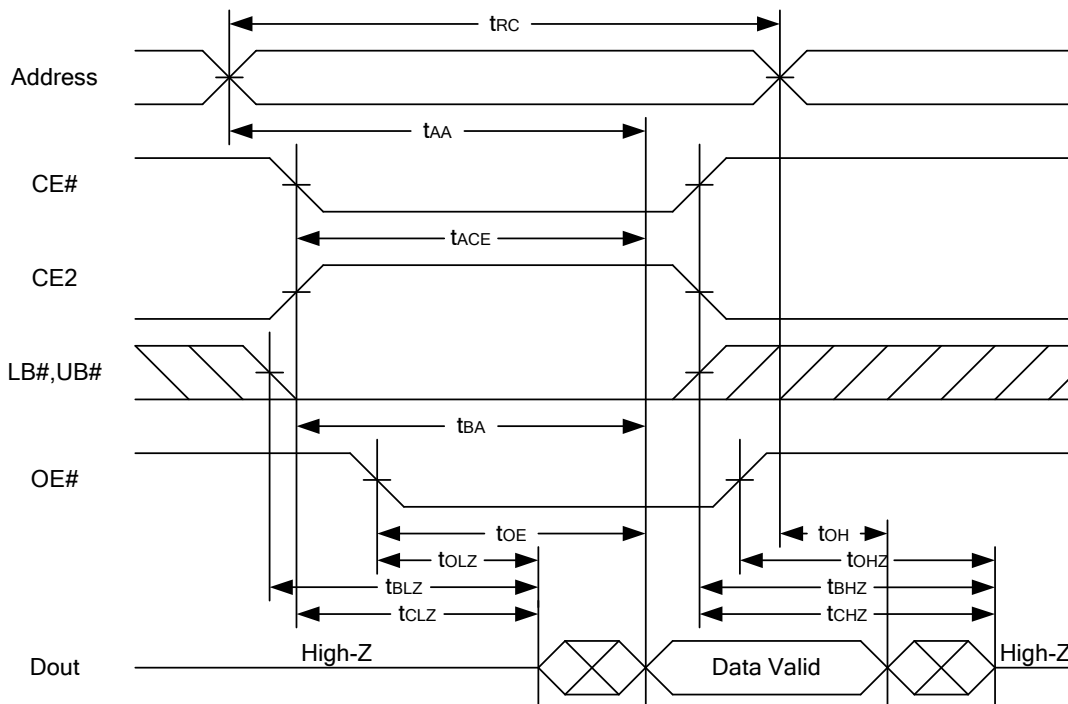 tRC
Address
tAA
CE#
tACE
CE2
LB#,UB#
tBA
OE#
tOE
tOH
tOLZ
tOHZ
tBLZ
tBHZ
tCLZ
tCHZ
Dout
High-Z
Data Valid
High-Z